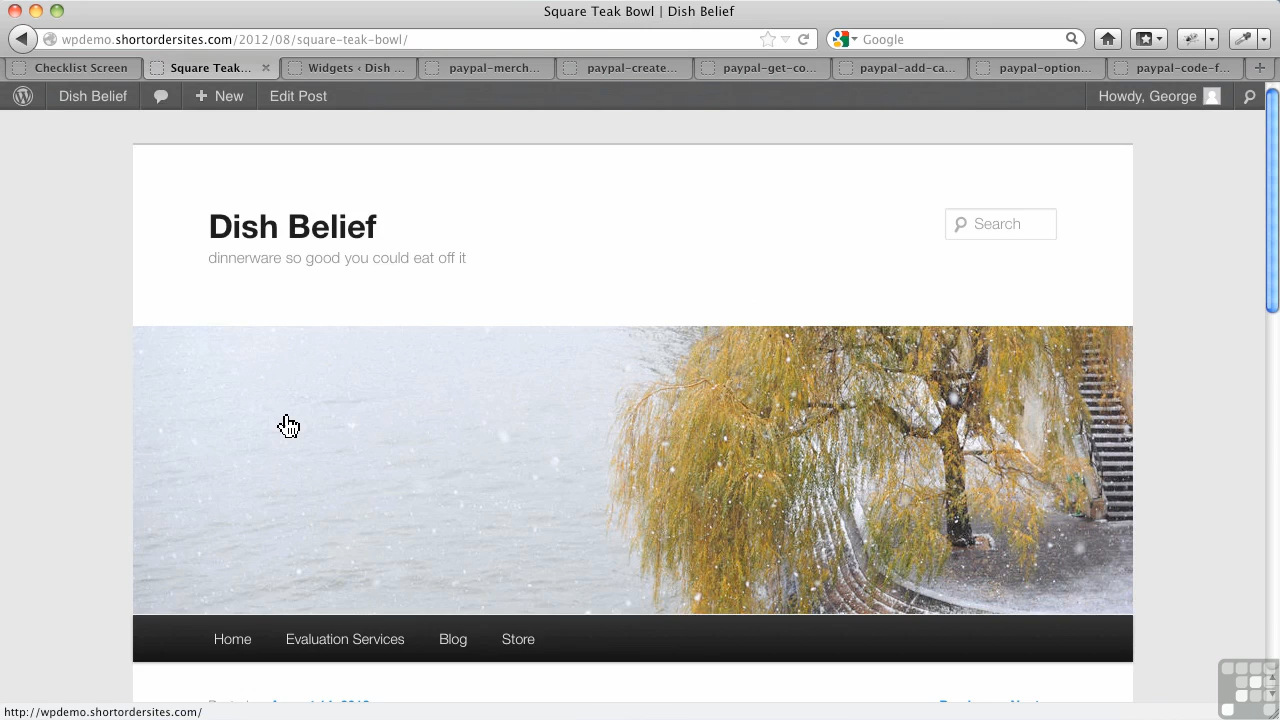 Square Teak Bowl | Dish Belief
wpdemo.shortordersites.com/2012/08/square-teak-bowl/
Google
Checklist Screen
Square Teak...
Widgets ‹ Dish ...
paypal-merch...
paypal-create...
paypal-get-co...
paypal-add-ca...
paypal-option...
paypal-code-f...
Dish Belief
New
Edit Post
Howdy, George
Dish Belief
dinnerware so good you could eat off it
Search
Home
Evaluation Services
Blog
Store
http://wpdemo.shortordersites.com/